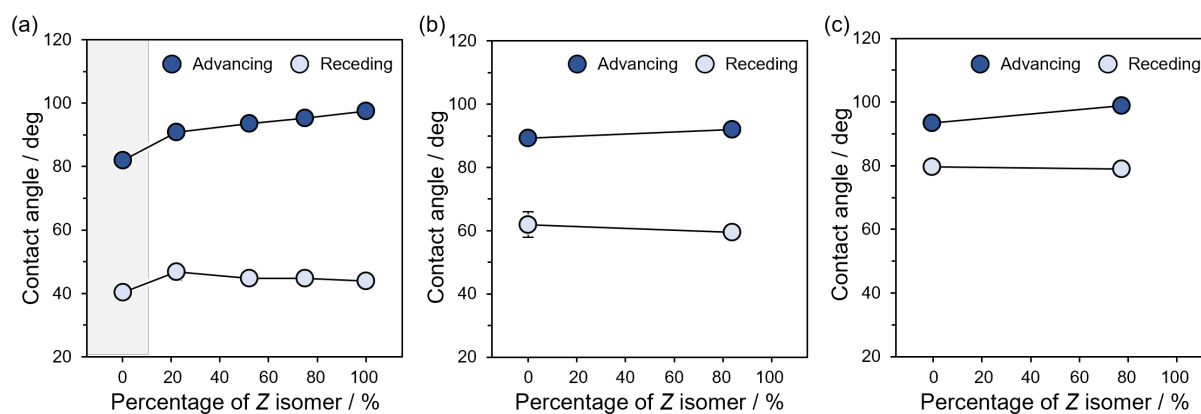 (a)
120
100
80
60
40
20
Contact angle / deg
Advancing Receding
0 20 40 60 80 100
Percentage of Z isomer / %
(b)
120
100
80
60
40
20
Contact angle / deg
Advancing Receding
0 20 40 60 80 100
Percentage of Z isomer / %
(c)
120
100
80
60
40
20
Contact angle / deg
Advancing Receding
0 20 40 60 80 100
Percentage of Z isomer / %